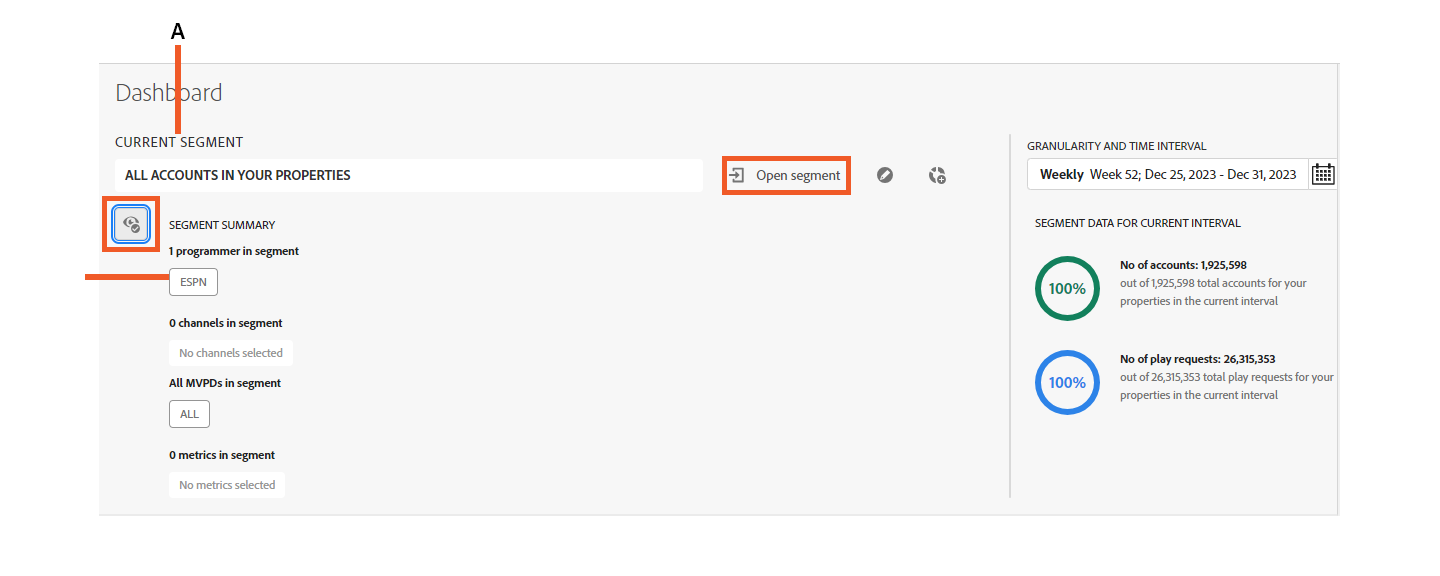 A
Dashboard
CURRENT SEGMENT
ALL ACCOUNTS IN YOUR PROPERTIES
Open segment
SEGMENT SUMMARY
1 programmer in segment
ESPN
0 channels in segment
No channels selected
All MVPDs in segment
ALL
0 metrics in segment
No metrics selected
GRANULARITY AND TIME INTERVAL
Weekly Week 52; Dec 25, 2023 - Dec 31, 2023
SEGMENT DATA FOR CURRENT INTERVAL
100%
No of accounts: 1,925,598
out of 1,925,598 total accounts for your
properties in the current interval
100%
No of play requests: 26,315,353
out of 26,315,353 total play requests for your
properties in the current interval